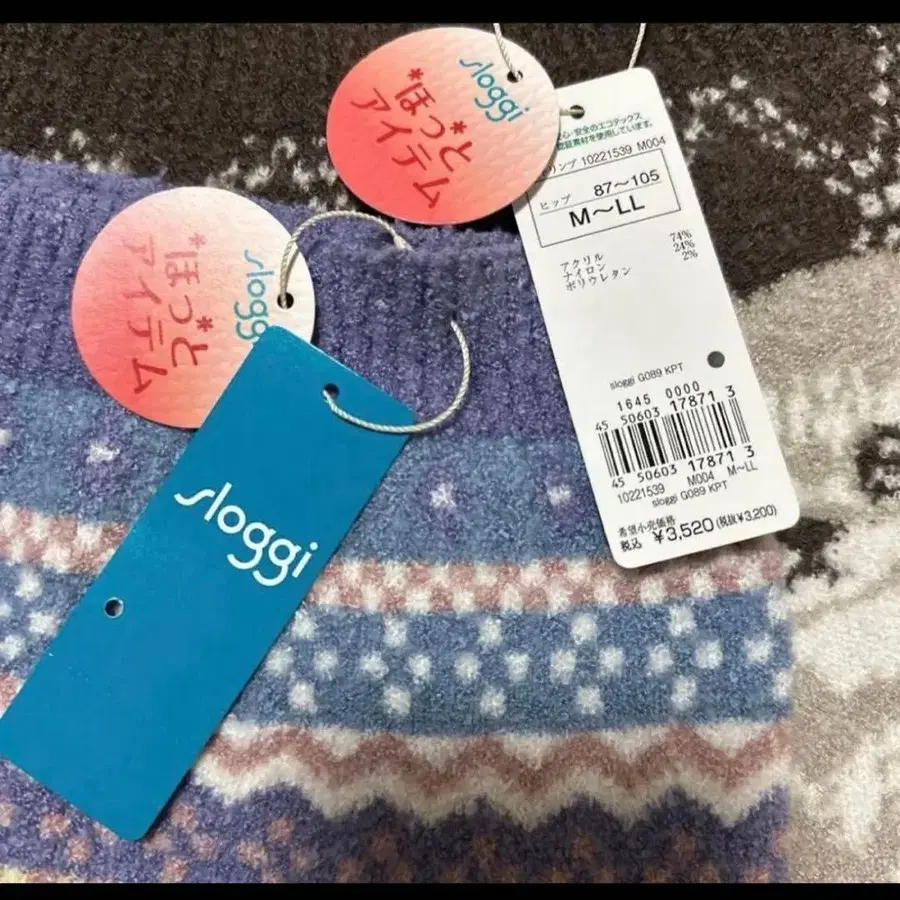 sloggi
ほっと
アイテム
sloggi
ほっと
アイテム
sloggi
心・安全のエコテックス
認証素材を使用しています。
リンプ 10221539 M004
ヒップ 87〜105
M〜LL
アクリル 74%
ナイロン 24%
ポリウレタン 2%
sloggi G089 KPT
1645 0000
45 50603 17871 3
45 50603 17871 3
10221539 M004 M〜LL
sloggi G089 KPT
希望小売価格
税込 ¥3,520(税抜¥3,200)